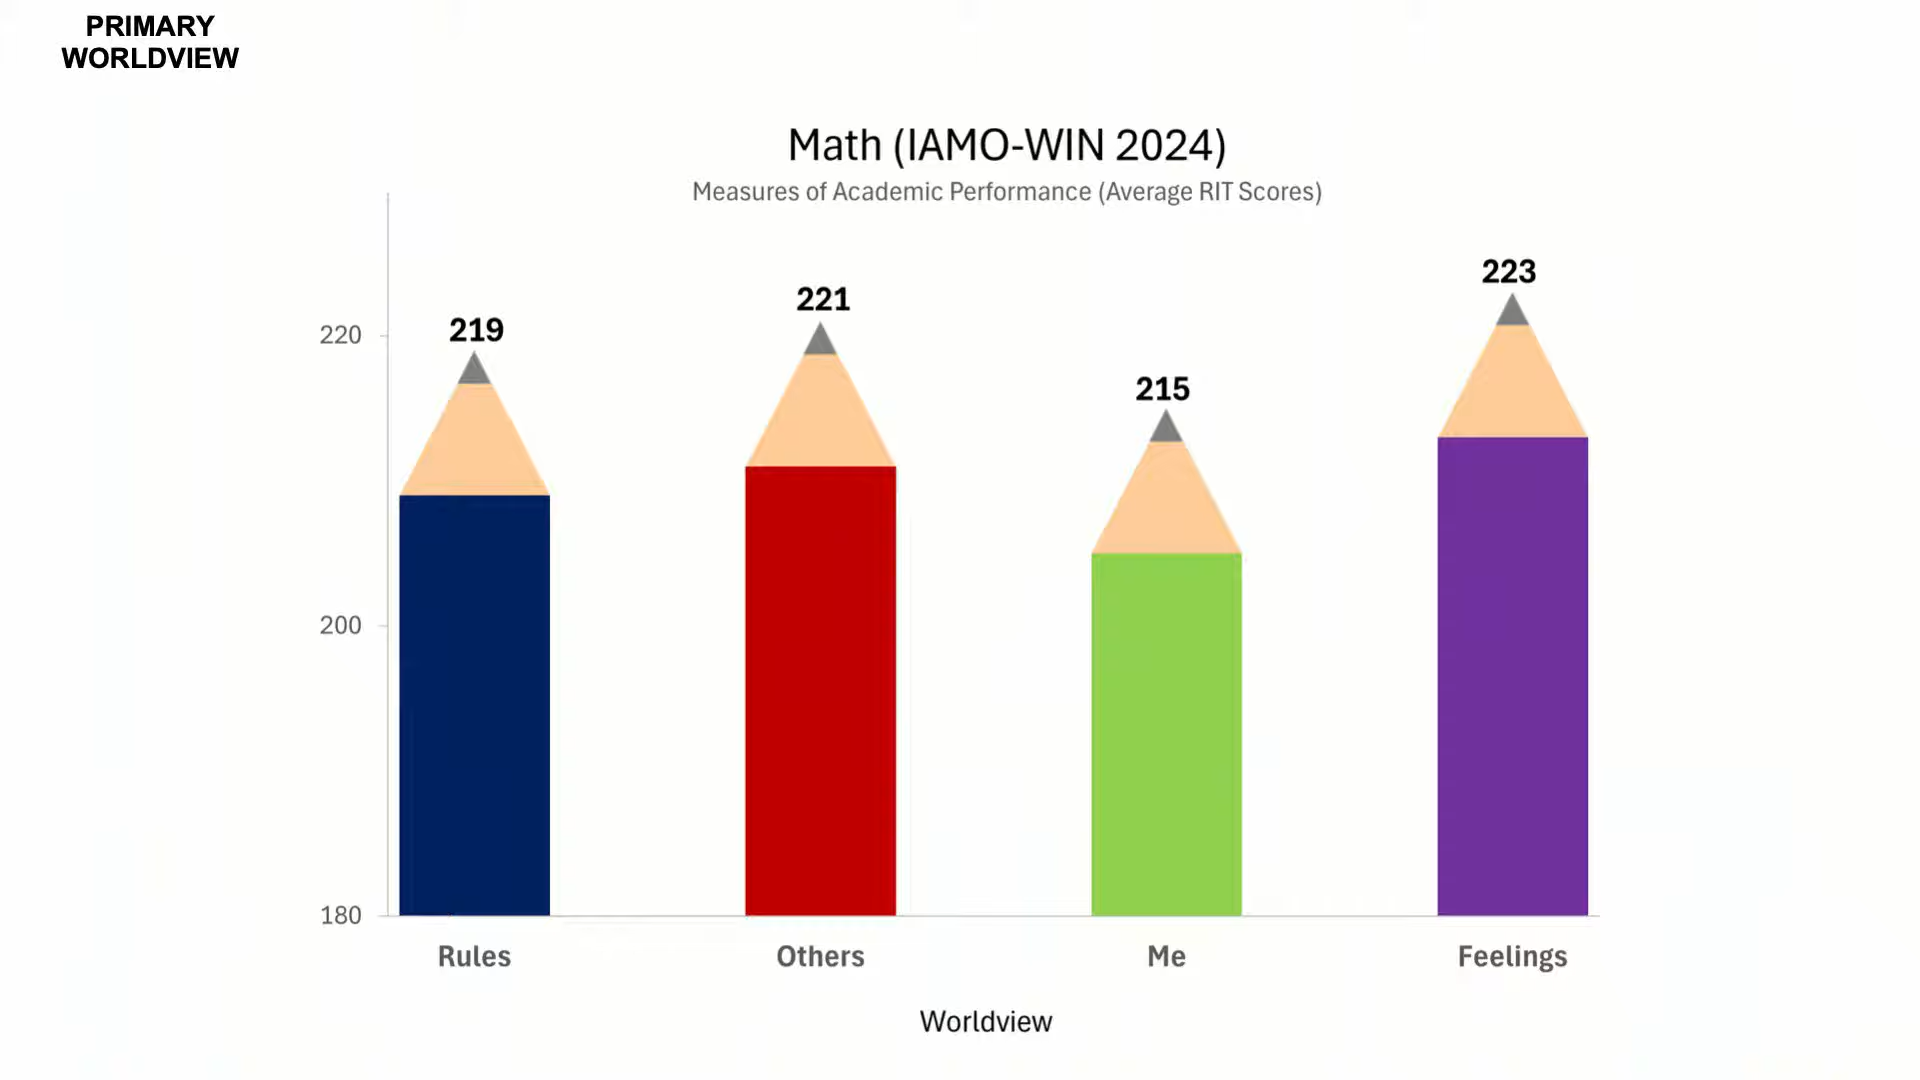 PRIMARY
WORLDVIEW
Math (IAMO-WIN 2024)
Measures of Academic Performance (Average RIT Scores)
223
221
219
220
215
200
180
Rules
Others
Me
Feelings
Worldview